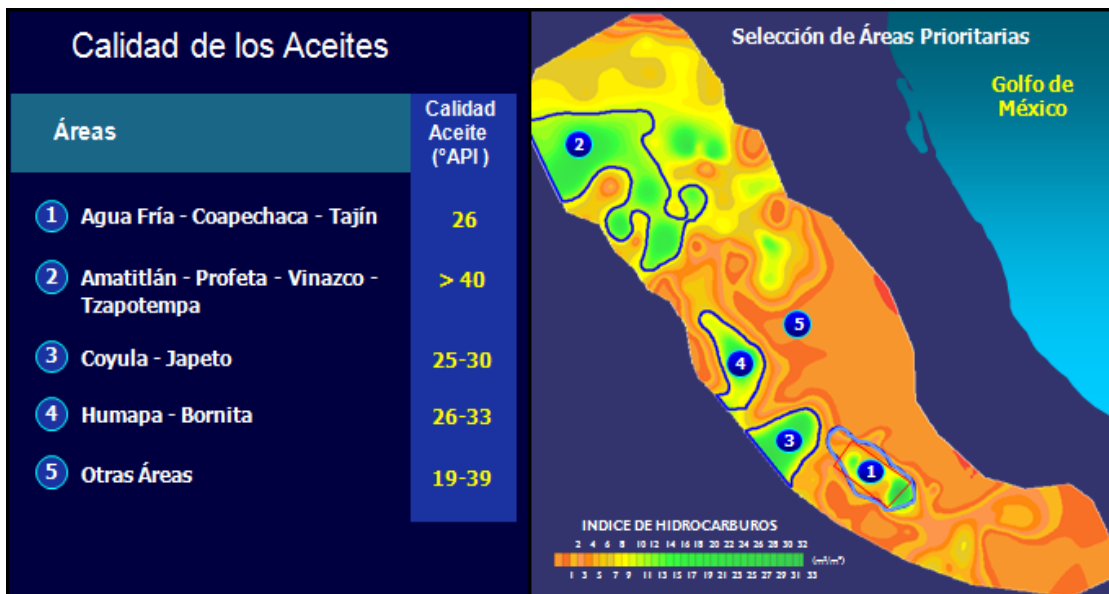 Calidad de los Aceites
Áreas
Calidad
Aceite
(°API )
1 Agua Fría - Coapechaca - Tajín 26
2 Amatitlán - Profeta - Vinazco - > 40
Tzapotempa
3 Coyula - Japeto 25-30
4 Humapa - Bornita 26-33
5 Otras Áreas 19-39
Selección de Áreas Prioritarias
Golfo de
México
2
5
4
3
1
INDICE DE HIDROCARBUROS
2 4 6 8 10 12 14 16 18 20 22 24 26 28 30 32
(m³/m²)
1 3 5 7 9 11 13 15 17 19 21 23 25 27 29 31 33